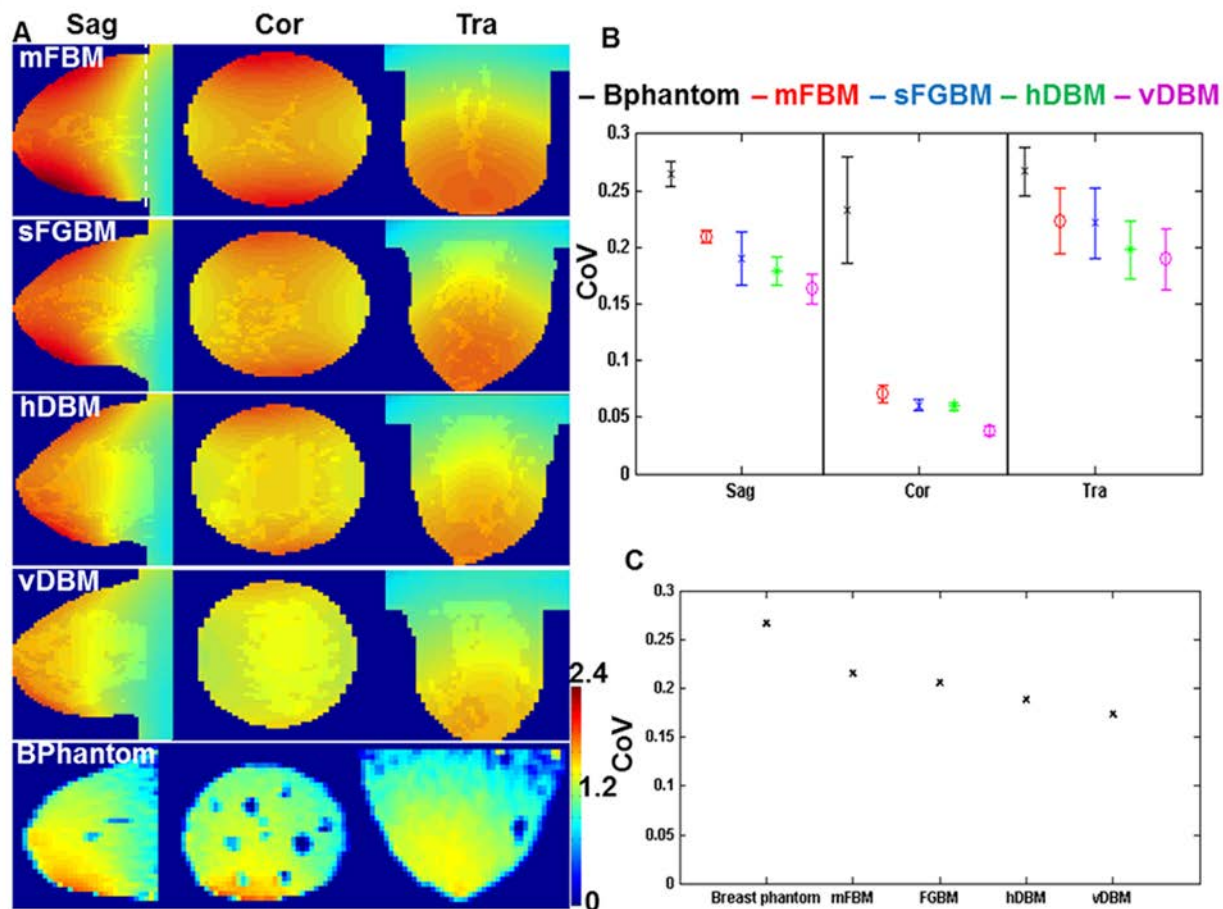 A
Sag Cor Tra
mFBM
sFGBM
hDBM
vDBM
BPhantom
2.4
1.2
0
B
– Bphantom – mFBM – sFGBM – hDBM – vDBM
CoV
0.3
0.25
0.2
0.15
0.1
0.05
0
Sag Cor Tra
C
CoV
0.3
0.25
0.2
0.15
0.1
0.05
0
Breast phantom mFBM FGBM hDBM vDBM